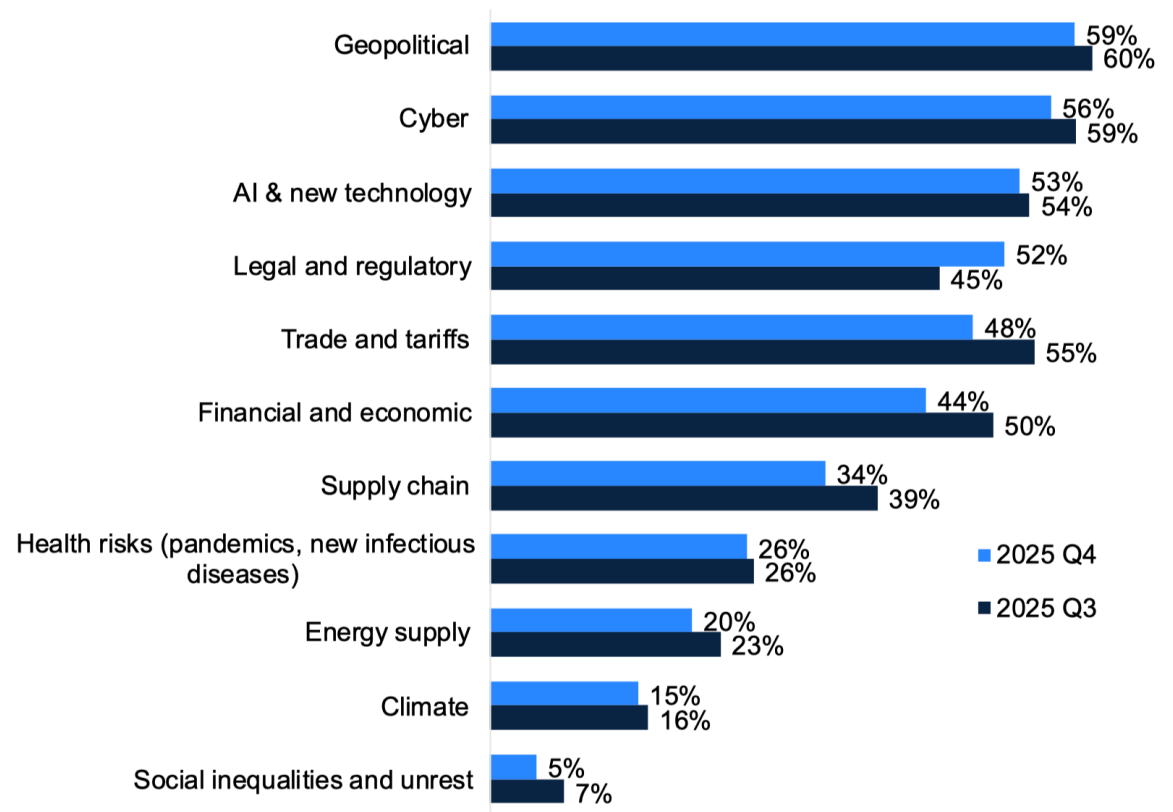 Geopolitical
59%
60%
Cyber
56%
59%
AI & new technology
53%
54%
Legal and regulatory
52%
45%
Trade and tariffs
48%
55%
Financial and economic
44%
50%
Supply chain
34%
39%
Health risks (pandemics, new infectious
diseases)
26%
26%
2025 Q4
2025 Q3
Energy supply
20%
23%
Climate
15%
16%
Social inequalities and unrest
5%
7%